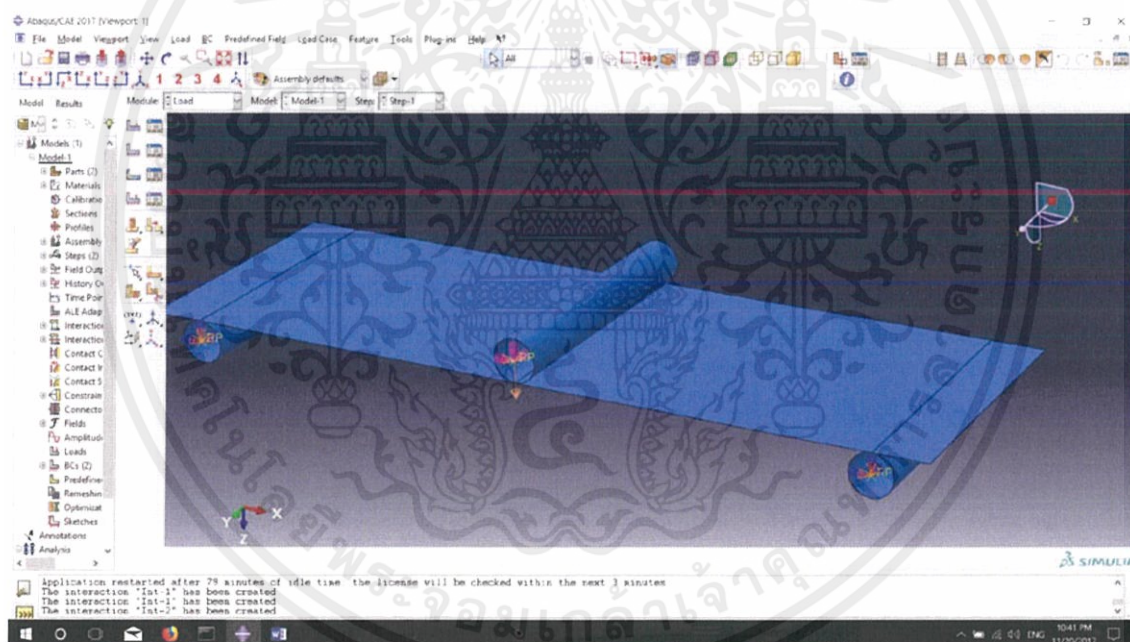 Abaqus/CAE 2017 [Viewport: 1]
File Model Viewport View Load BC Predefined Field Load Case Feature Tools Plug-ins Help
All
1 2 3 4 Assembly defaults
Model Results Module: Load Model: Model-1 Step: Step-1
Models (1)
Model-1
Parts (2)
Materials
Calibratio
Sections
Profiles
Assembly
Steps (2)
Field Outp
History O
Time Poin
ALE Adap
Interaction
Interaction
Contact C
Contact In
Contact S
Constrain
Connecto
Fields
Amplitud
Loads
BCs (2)
Predefine
Remeshin
Optimizat
Sketches
Annotations
Analysis
RP
RP
RP
X
Y
Z
SIMULIA
Application restarted after 79 minutes of idle time the license will be checked within the next 3 minutes
The interaction "Int-1" has been created
The interaction "Int-1" has been created
The interaction "Int-2" has been created
ENG
10:41 PM
11/20/2017